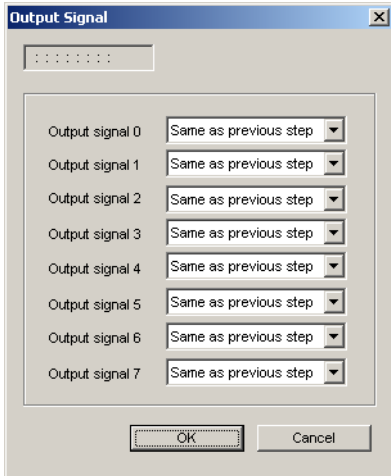 Output Signal
: : : : : : : :
Output signal 0 Same as previous step
Output signal 1 Same as previous step
Output signal 2 Same as previous step
Output signal 3 Same as previous step
Output signal 4 Same as previous step
Output signal 5 Same as previous step
Output signal 6 Same as previous step
Output signal 7 Same as previous step
OK Cancel